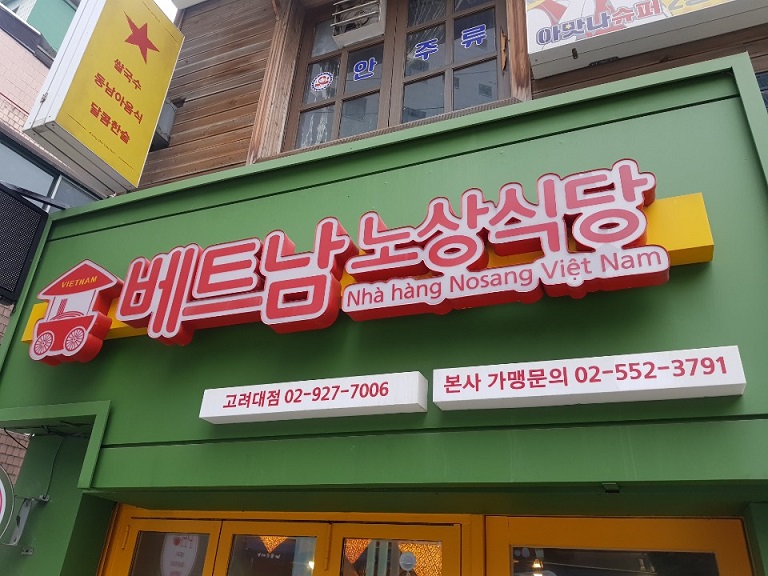 쌀국수
동남아음식
달콤한술
안주류
아맛나슈퍼
VIETNAM
베트남노상식당
Nhà hàng Nosang Việt Nam
고려대점 02-927-7006
본사 가맹문의 02-552-3791